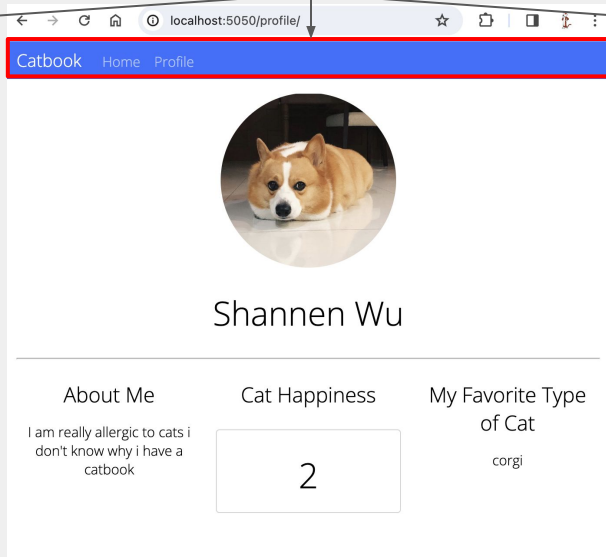 localhost:5050/profile/
Catbook Home Profile
Shannen Wu
About Me
I am really allergic to cats i
don't know why i have a
catbook
Cat Happiness
2
My Favorite Type
of Cat
corgi